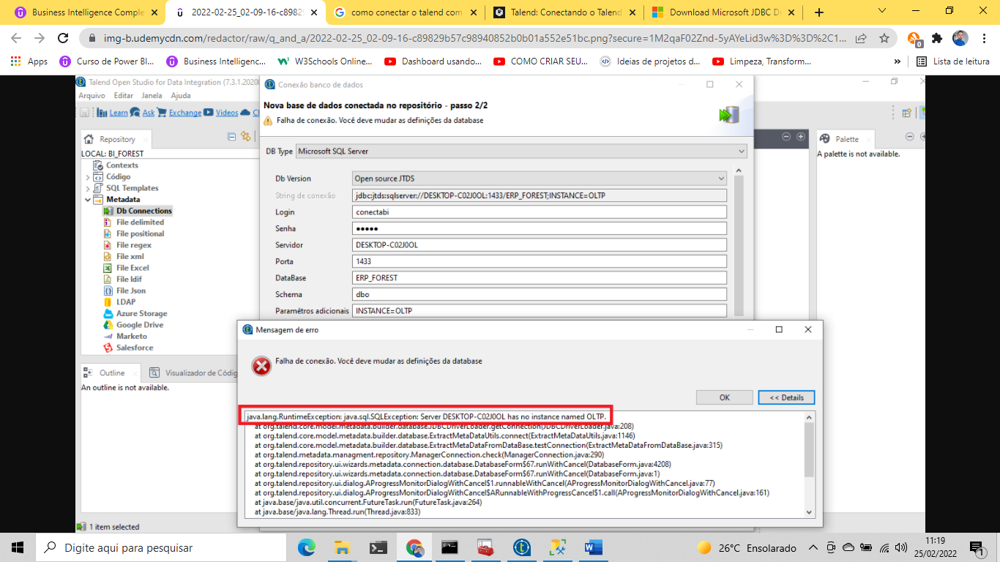 Business Intelligence Comple
2022-02-25_02-09-16-c8982
como conectar o talend com
Talend: Conectando o Talend
Download Microsoft JDBC D
img-b.udemycdn.com/redactor/raw/q_and_a/2022-02-25_02-09-16-c89829b57c98940852b0b01a552e51bc.png?secure=1M2qaF02Znd-5yAYeLid3w%3D%3D%2C1...
0
Apps
Curso de Power BI...
Business Intelligenc...
W3Schools Online...
Dashboard usando...
COMO CRIAR SEU...
Ideias de projetos d...
Limpeza, Transform...
»
Lista de leitura
Talend Open Studio for Data Integration (7.3.1.2020
Arquivo Editar Janela Ajuda
Learn Ask Exchange Videos
Repository
LOCAL: BI_FOREST
Contexts
Código
SQL Templates
Metadata
Db Connections
File delimited
File positional
File regex
File xml
File Excel
File ldif
File Json
LDAP
Azure Storage
Google Drive
Marketo
Salesforce
Outline
Visualizador de Códig
An outline is not available.
1 item selected
Conexão banco de dados
Nova base de dados conectada no repositório - passo 2/2
Falha de conexão. Você deve mudar as definições da database
DB Type Microsoft SQL Server
Db Version Open source JTDS
String de conexão jdbc:jtds:sqlserver://DESKTOP-C02J0OL:1433/ERP_FOREST;INSTANCE=OLTP
Login conectabi
Senha ●●●●●
Servidor DESKTOP-C02J0OL
Porta 1433
DataBase ERP_FOREST
Schema dbo
Paramêtros adicionais INSTANCE=OLTP
Palette
A palette is not available.
Mensagem de erro
Falha de conexão. Você deve mudar as definições da database
OK
<< Details
java.lang.RuntimeException: java.sql.SQLException: Server DESKTOP-C02J0OL has no instance named OLTP.
at org.talend.core.model.metadata.builder.database.JDBCDriverLoader.getConnection(JDBCDriverLoader.java:208)
at org.talend.core.model.metadata.builder.database.ExtractMetaDataUtils.connect(ExtractMetaDataUtils.java:1146)
at org.talend.core.model.metadata.builder.database.ExtractMetaDataFromDataBase.testConnection(ExtractMetaDataFromDataBase.java:315)
at org.talend.metadata.managment.repository.ManagerConnection.check(ManagerConnection.java:290)
at org.talend.repository.ui.wizards.metadata.connection.database.DatabaseForm$67.runWithCancel(DatabaseForm.java:4208)
at org.talend.repository.ui.wizards.metadata.connection.database.DatabaseForm$67.runWithCancel(DatabaseForm.java:1)
at org.talend.repository.ui.dialog.AProgressMonitorDialogWithCancel$1.runnableWithCancel(AProgressMonitorDialogWithCancel.java:77)
at org.talend.repository.ui.dialog.AProgressMonitorDialogWithCancel$ARunnableWithProgressCancel$1.call(AProgressMonitorDialogWithCancel.java:161)
at java.base/java.util.concurrent.FutureTask.run(FutureTask.java:264)
at java.base/java.lang.Thread.run(Thread.java:833)
Digite aqui para pesquisar
26°C Ensolarado
11:19
25/02/2022
1